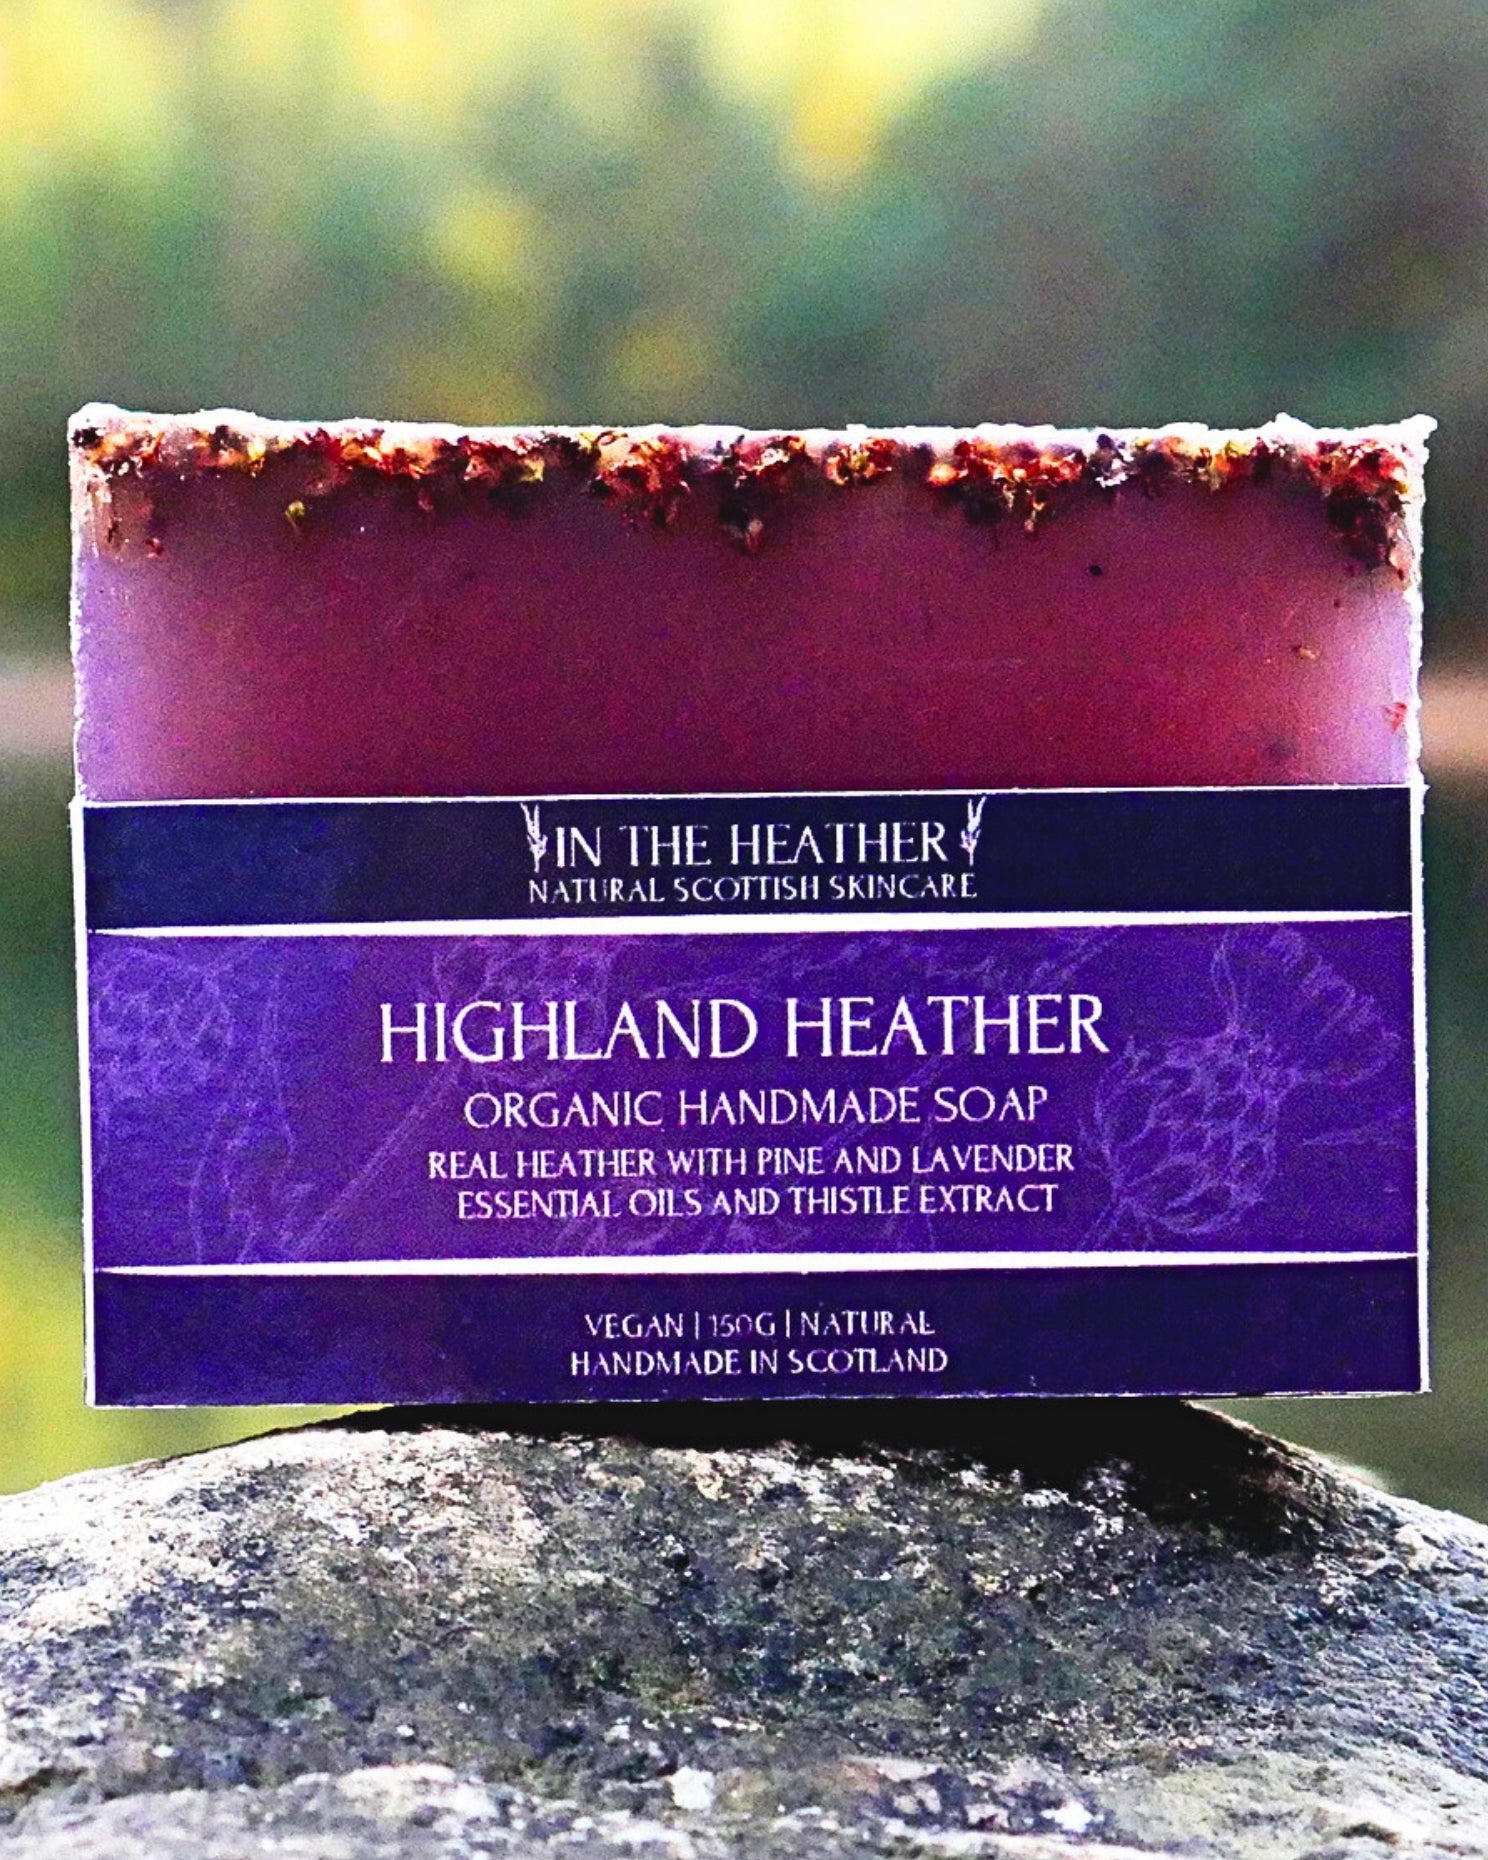 IN THE HEATHER
NATURAL SCOTTISH SKINCARE
HIGHLAND HEATHER
ORGANIC HANDMADE SOAP
REAL HEATHER WITH PINE AND LAVENDER
ESSENTIAL OILS AND THISTLE EXTRACT
VEGAN | 150G | NATURAL
HANDMADE IN SCOTLAND